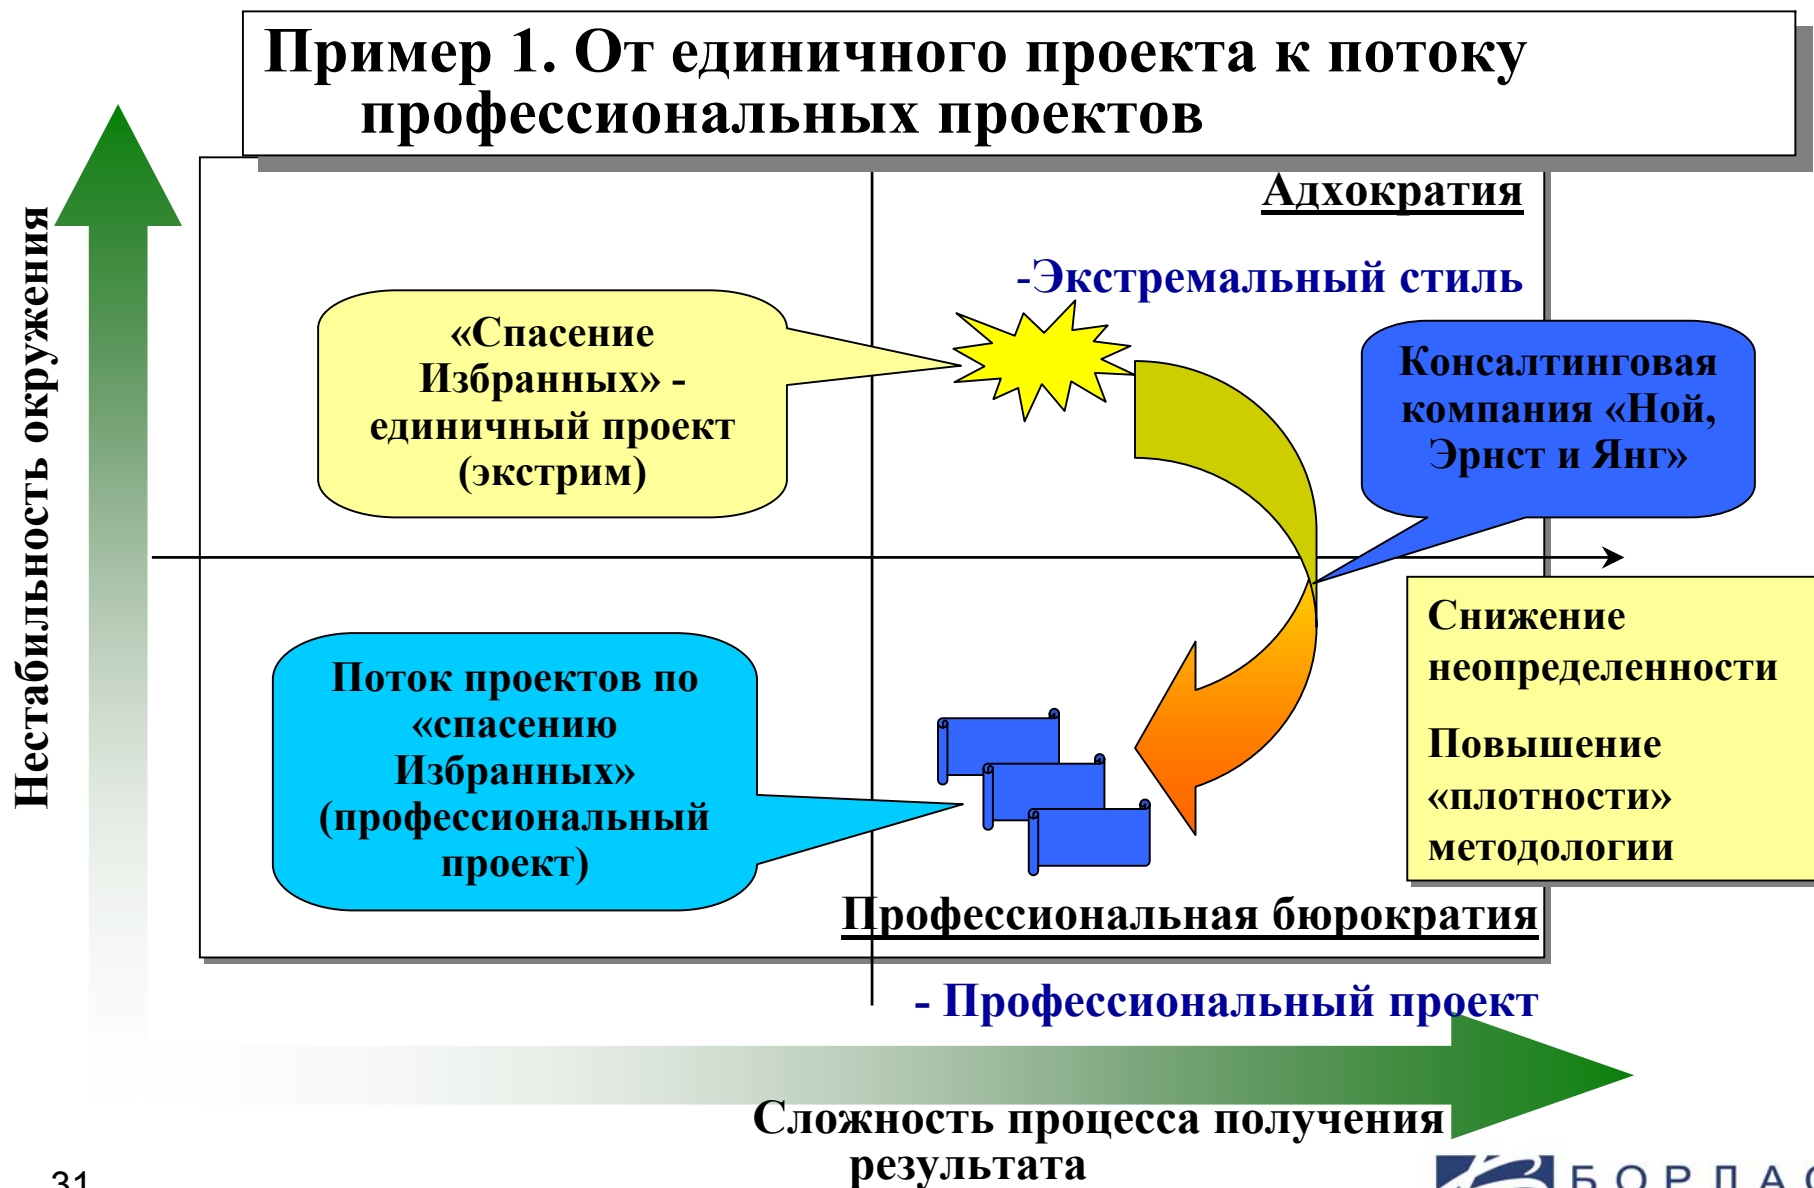 Пример 1. От единичного проекта к потоку
профессиональных проектов
Нестабильность окружения
Адхократия
-Экстремальный стиль
«Спасение
Избранных» -
единичный проект
(экстрим)
Консалтинговая
компания «Ной,
Эрнст и Янг»
Снижение
неопределенности
Повышение
«плотности»
методологии
Поток проектов по
«спасению
Избранных»
(профессиональный
проект)
Профессиональная бюрократия
- Профессиональный проект
Сложность процесса получения
результата
31
БОРЛАС